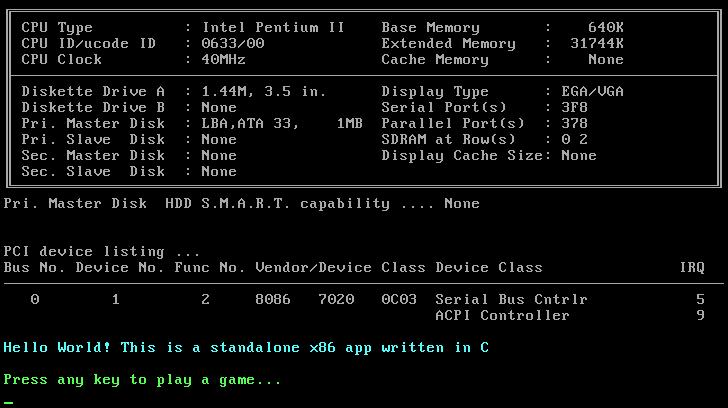 CPU Type : Intel Pentium II Base Memory : 640K
CPU ID/ucode ID : 0633/00 Extended Memory : 31744K
CPU Clock : 40MHz Cache Memory : None
Diskette Drive A : 1.44M, 3.5 in. Display Type : EGA/VGA
Diskette Drive B : None Serial Port(s) : 3F8
Pri. Master Disk : LBA,ATA 33, 1MB Parallel Port(s) : 378
Pri. Slave Disk : None SDRAM at Row(s) : 0 2
Sec. Master Disk : None Display Cache Size: None
Sec. Slave Disk : None
Pri. Master Disk HDD S.M.A.R.T. capability .... None
PCI device listing ...
Bus No. Device No. Func No. Vendor/Device Class Device Class IRQ
0 1 2 8086 7020 0C03 Serial Bus Cntrlr 5
ACPI Controller 9
Hello World! This is a standalone x86 app written in C
Press any key to play a game...
_